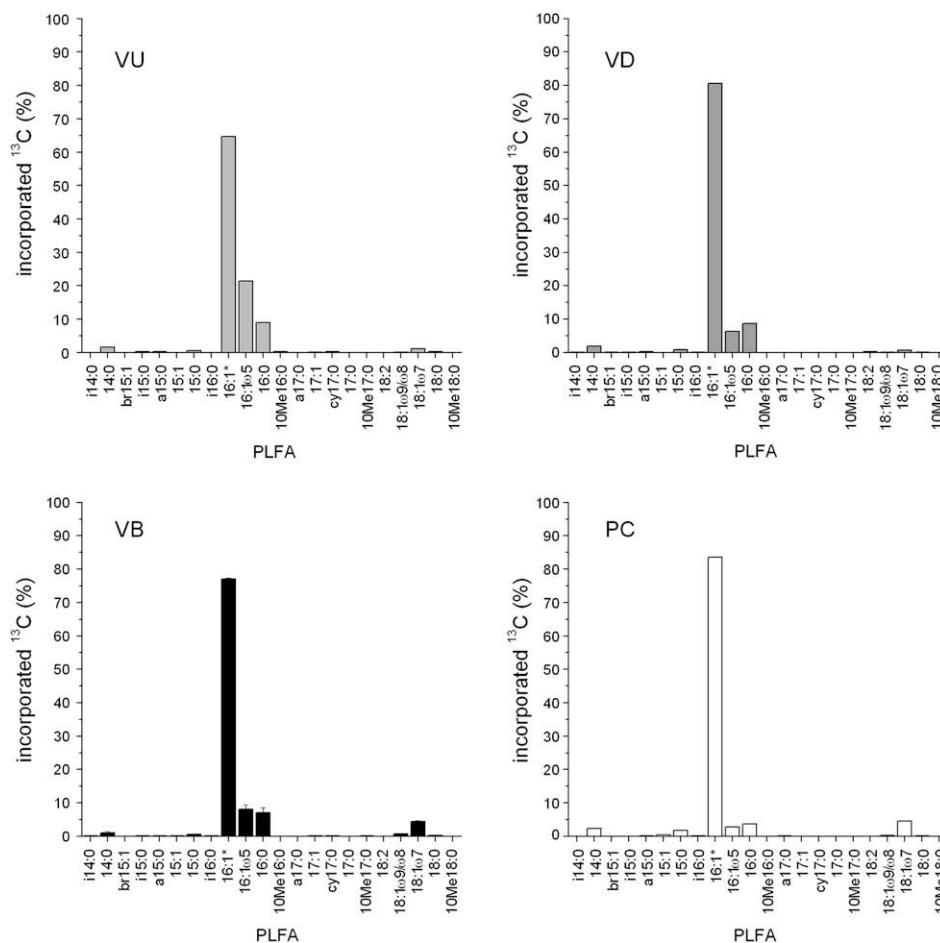 VU
incorporated ¹³C (%)
100
90
80
70
60
50
40
30
20
10
0
i14:0
14:0
br15:1
i15:0
a15:0
15:1
15:0
i16:0
16:1*
16:1ω5
16:0
10Me16:0
a17:0
17:1
cy17:0
17:0
10Me17:0
18:2
18:1ω9/ω8
18:1ω7
18:0
10Me18:0
PLFA
VD
incorporated ¹³C (%)
100
90
80
70
60
50
40
30
20
10
0
i14:0
14:0
br15:1
i15:0
a15:0
15:1
15:0
i16:0
16:1*
16:1ω5
16:0
10Me16:0
a17:0
17:1
cy17:0
17:0
10Me17:0
18:2
18:1ω9/ω8
18:1ω7
18:0
10Me18:0
PLFA
VB
incorporated ¹³C (%)
100
90
80
70
60
50
40
30
20
10
0
i14:0
14:0
br15:1
i15:0
a15:0
15:1
15:0
i16:0
16:1*
16:1ω5
16:0
10Me16:0
a17:0
17:1
cy17:0
17:0
10Me17:0
18:2
18:1ω9/ω8
18:1ω7
18:0
10Me18:0
PLFA
PC
incorporated ¹³C (%)
100
90
80
70
60
50
40
30
20
10
0
i14:0
14:0
br15:1
i15:0
a15:0
15:1
15:0
i16:0
16:1*
16:1ω5
16:0
10Me16:0
a17:0
17:1
cy17:0
17:0
10Me17:0
18:2
18:1ω9/ω8
18:1ω7
18:0
10Me18:0
PLFA